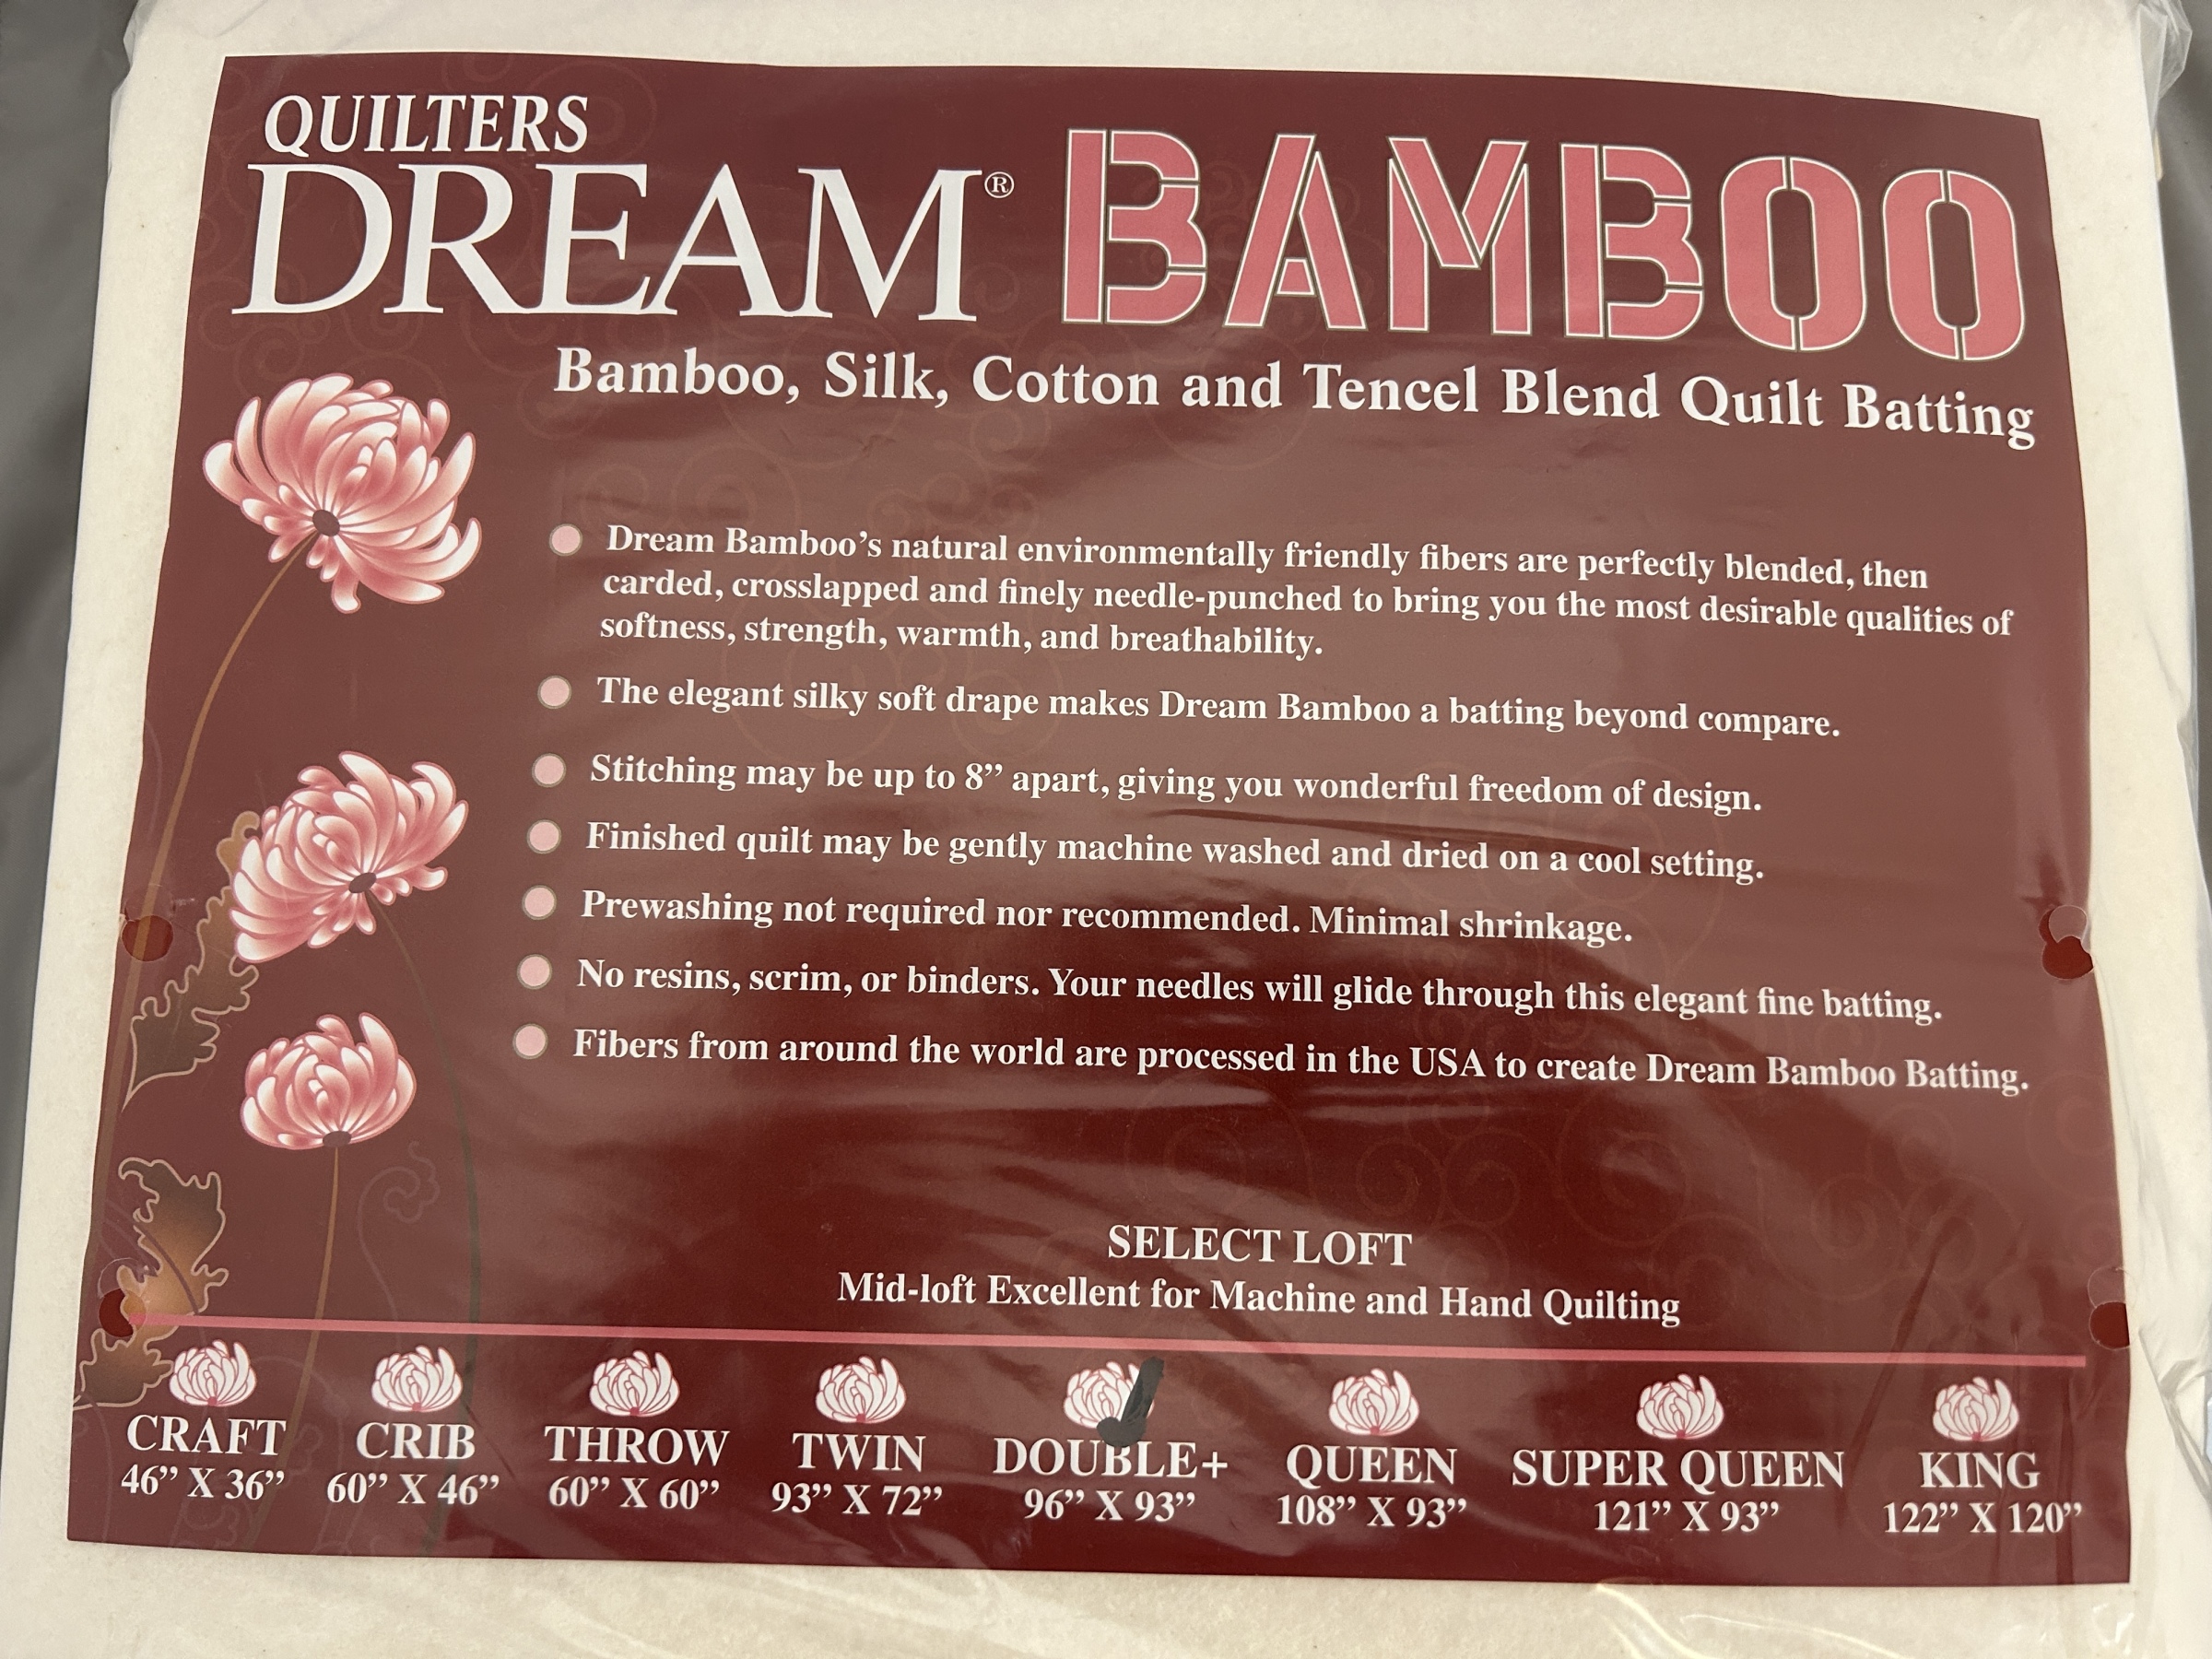 QUILTERS
DREAM® BAMBOO
Bamboo, Silk, Cotton and Tencel Blend Quilt Batting
Dream Bamboo’s natural environmentally friendly fibers are perfectly blended, then
carded, crosslapped and finely needle-punched to bring you the most desirable qualities of
softness, strength, warmth, and breathability.
The elegant silky soft drape makes Dream Bamboo a batting beyond compare.
Stitching may be up to 8” apart, giving you wonderful freedom of design.
Finished quilt may be gently machine washed and dried on a cool setting.
Prewashing not required nor recommended. Minimal shrinkage.
No resins, scrim, or binders. Your needles will glide through this elegant fine batting.
Fibers from around the world are processed in the USA to create Dream Bamboo Batting.
SELECT LOFT
Mid-loft Excellent for Machine and Hand Quilting
CRAFT
46” X 36”
CRIB
60” X 46”
THROW
60” X 60”
TWIN
93” X 72”
DOUBLE+
96” X 93”
QUEEN
108” X 93”
SUPER QUEEN
121” X 93”
KING
122” X 120”